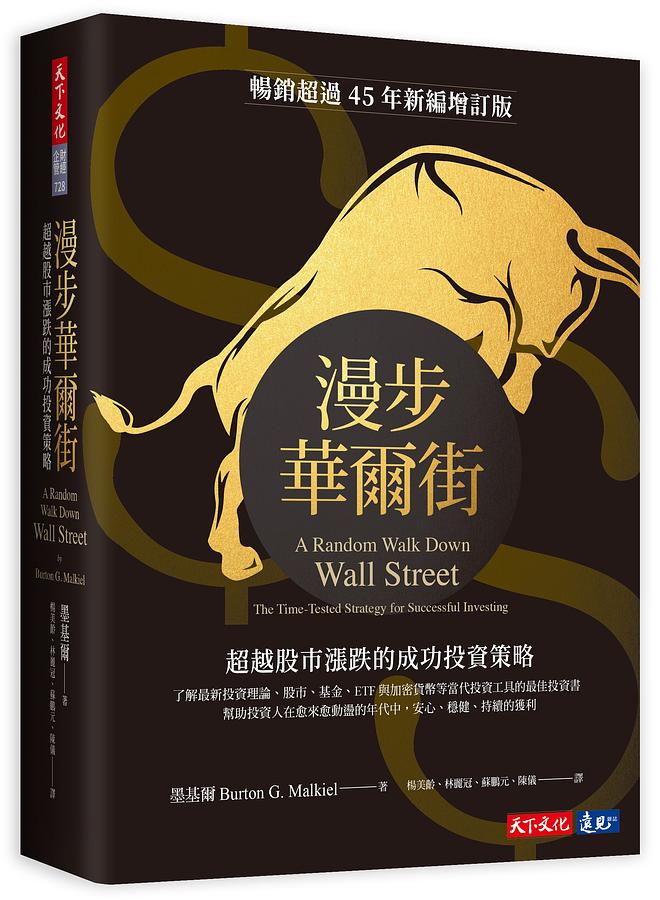 暢銷超過 45 年新編增訂版
漫步
華爾街
A Random Walk Down
Wall Street
The Time-Tested Strategy for Successful Investing
超越股市漲跌的成功投資策略
了解最新投資理論、股市、基金、ETF 與加密貨幣等當代投資工具的最佳投資書
幫助投資人在愈來愈動盪的年代中，安心、穩健、持續的獲利
墨基爾 Burton G. Malkiel——著 楊美齡、林麗冠、蘇鵬元、陳儀——譯
天下文化 遠見 雜誌
天下文化
財經
企管
728
漫步華爾街
超越股市漲跌的成功投資策略
A Random
Walk Down
Wall Street
by
Burton G. Malkiel
墨基爾——著
楊美齡、林麗冠、蘇鵬元、陳儀——譯